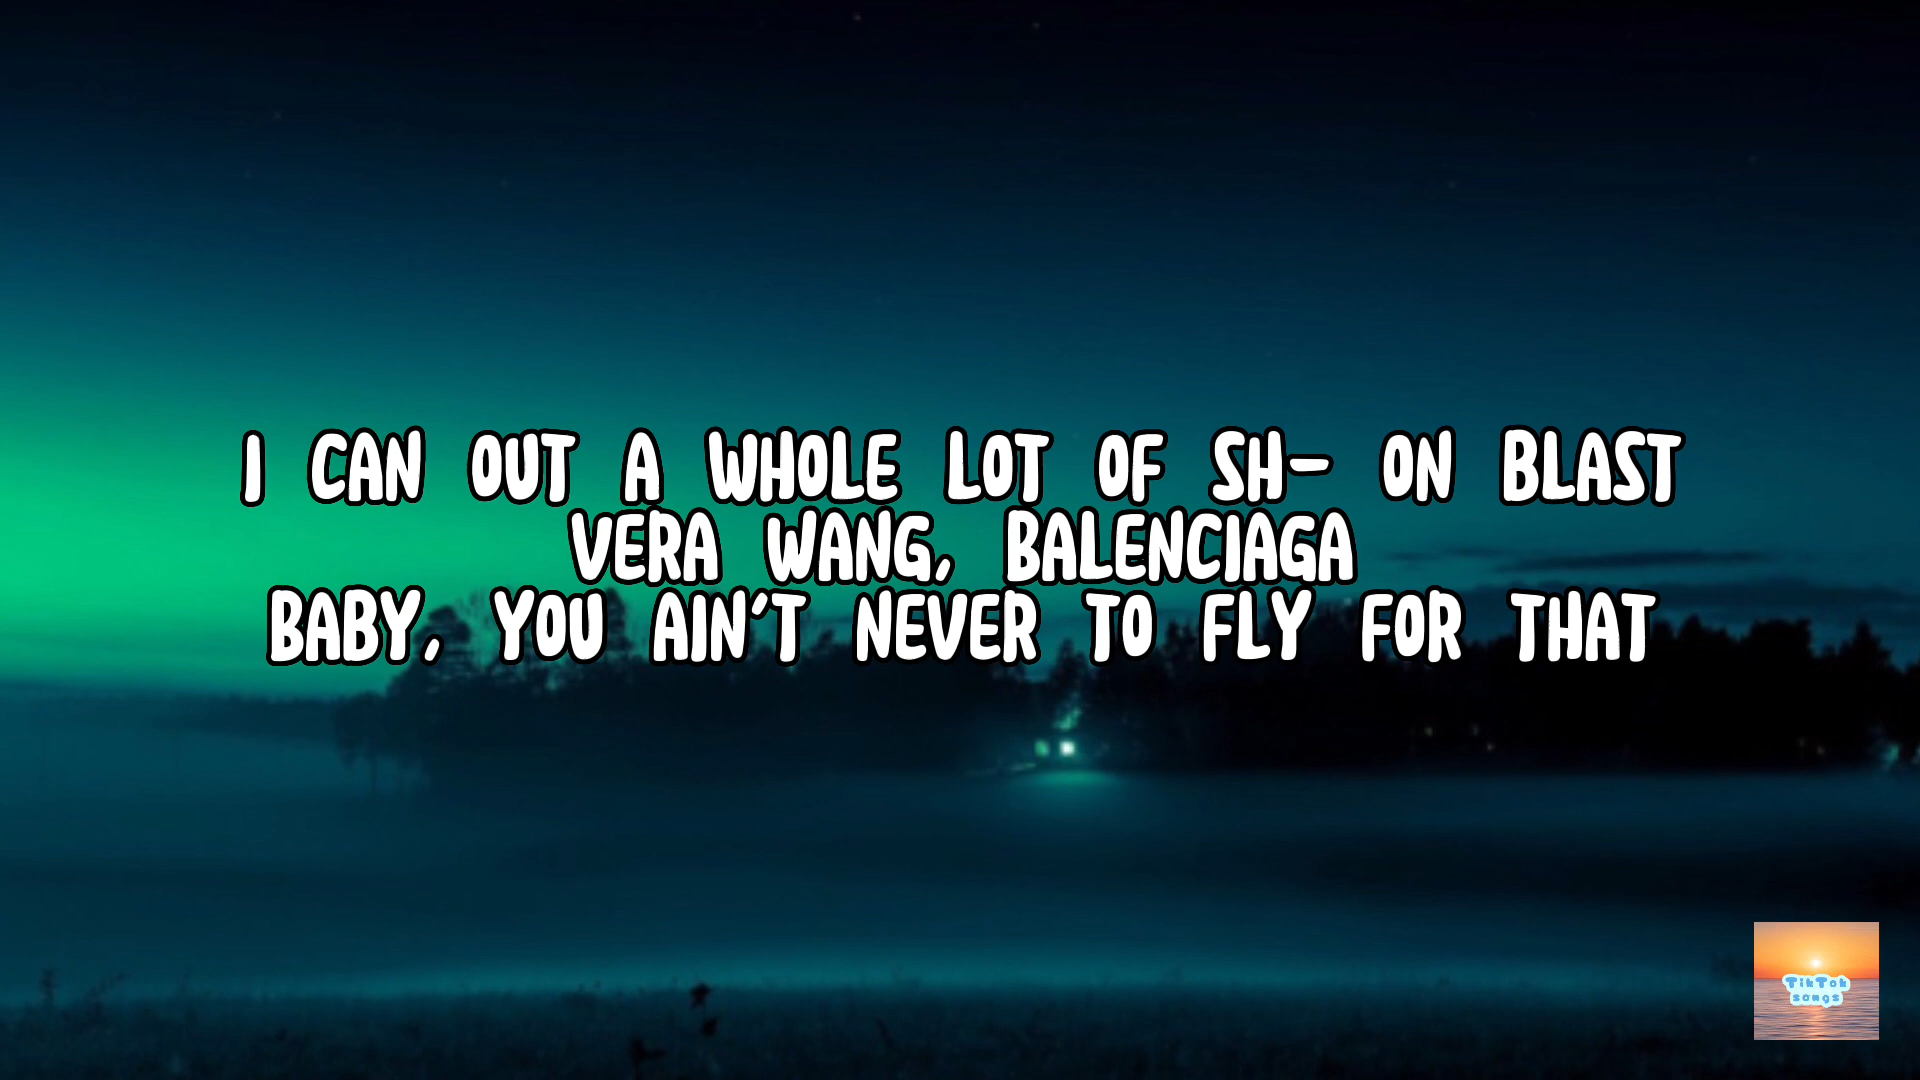 I CAN OUT A WHOLE LOT OF SH- ON BLAST
VERA WANG, BALENCIAGA
BABY, YOU AIN'T NEVER TO FLY FOR THAT
TikTok
songs